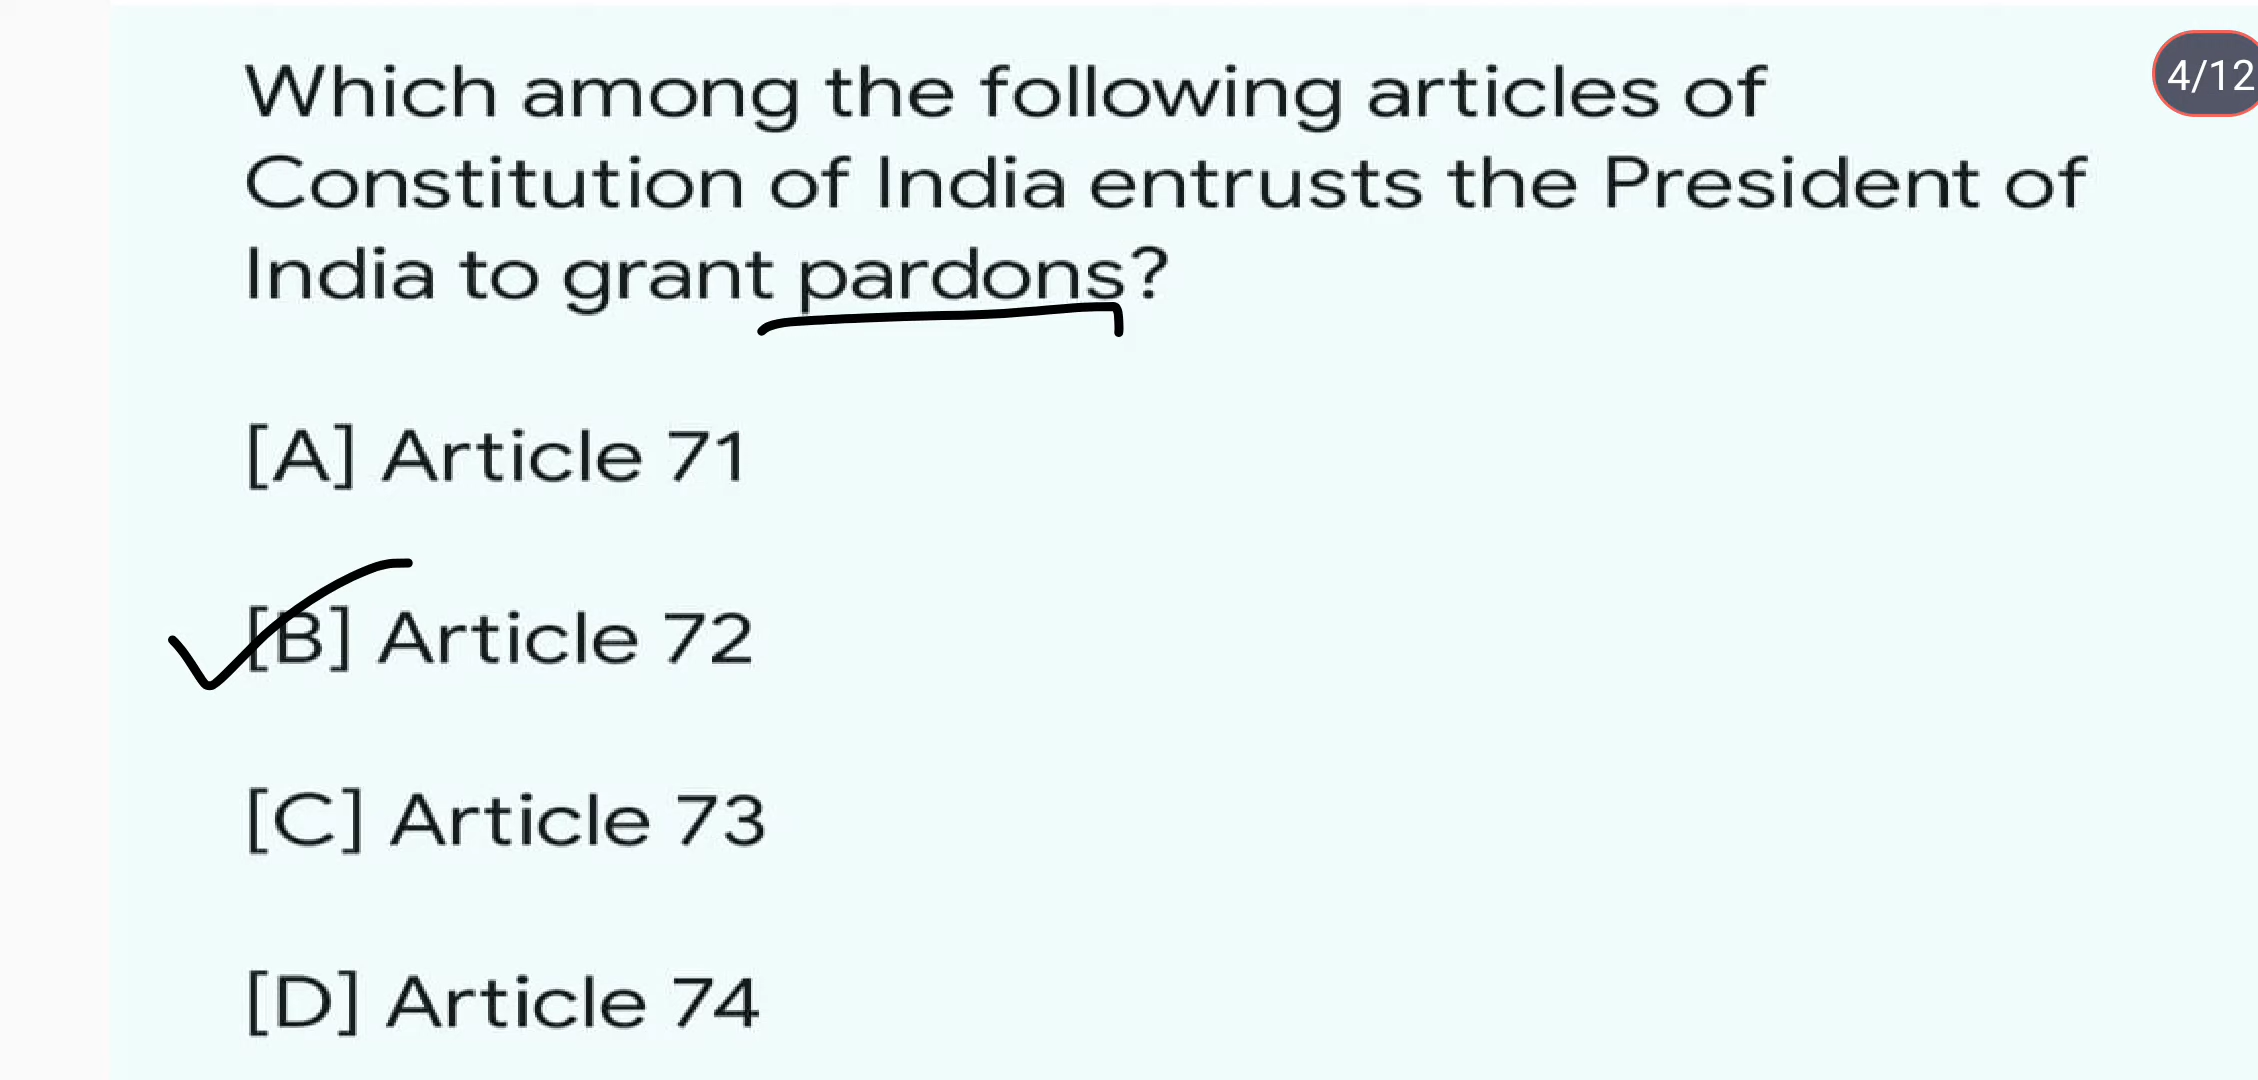 Which among the following articles of
4/12
Constitution of India entrusts the President of
India to grant pardons?
[A] Article 71
[B] Article 72
[C] Article 73
[D] Article 74